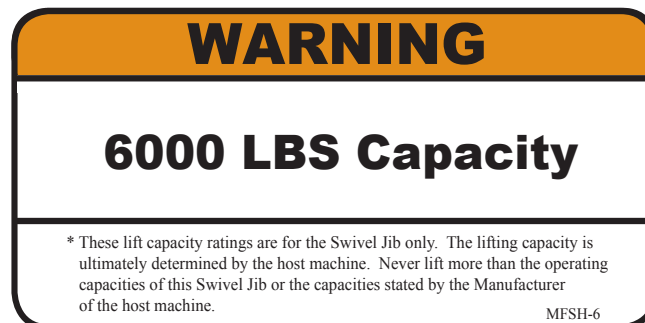 WARNING
6000 LBS Capacity
* These lift capacity ratings are for the Swivel Jib only.  The lifting capacity is
ultimately determined by the host machine.  Never lift more than the operating
capacities of this Swivel Jib or the capacities stated by the Manufacturer
of the host machine.
MFSH-6